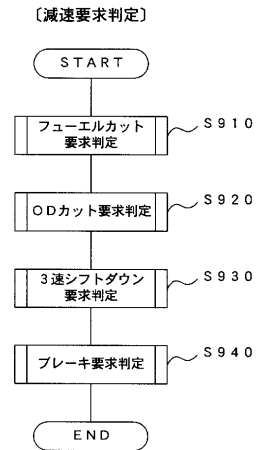 〔減速要求判定〕
ＳＴＡＲＴ
フューエルカット
要求判定
Ｓ９１０
ＯＤカット要求判定
Ｓ９２０
３速シフトダウン
要求判定
Ｓ９３０
ブレーキ要求判定
Ｓ９４０
ＥＮＤ